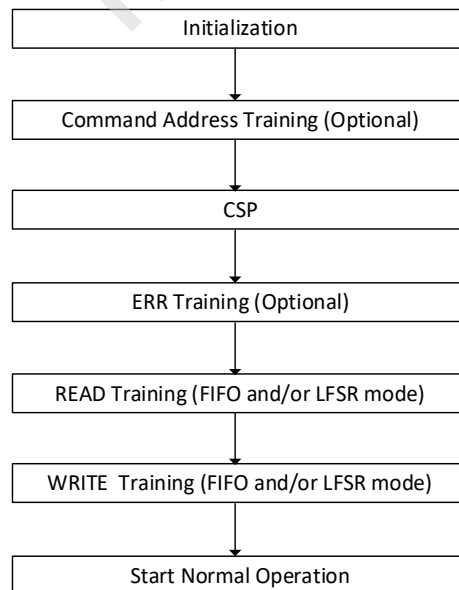 Initialization
Command Address Training (Optional)
CSP
ERR Training (Optional)
READ Training (FIFO and/or LFSR mode)
WRITE Training (FIFO and/or LFSR mode)
Start Normal Operation